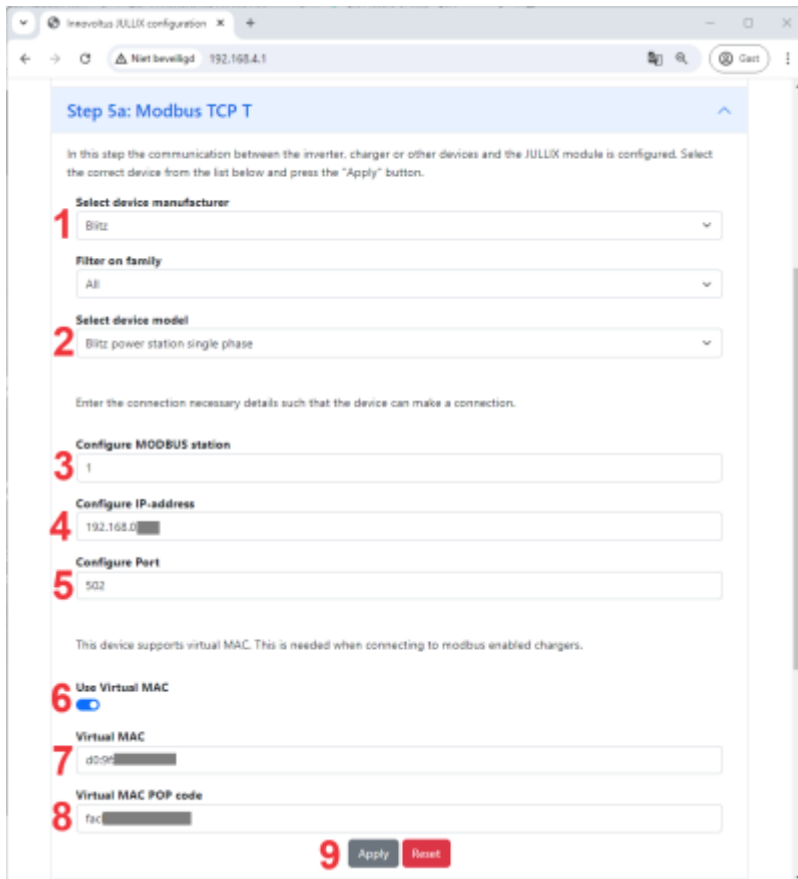 Innovoltus JULLIX configuration
Niet beveiligd 192.168.4.1
Gast
Step 5a: Modbus TCP T
In this step the communication between the inverter, charger or other devices and the JULLIX module is configured. Select
the correct device from the list below and press the "Apply" button.
Select device manufacturer
1
Blitz
Filter on family
All
Select device model
2
Blitz power station single phase
Enter the connection necessary details such that the device can make a connection.
Configure MODBUS station
3
1
Configure IP-address
4
192.168.0
Configure Port
5
502
This device supports virtual MAC. This is needed when connecting to modbus enabled chargers.
6
Use Virtual MAC
Virtual MAC
7
d0:9f
Virtual MAC POP code
8
fac
9 Apply Reset